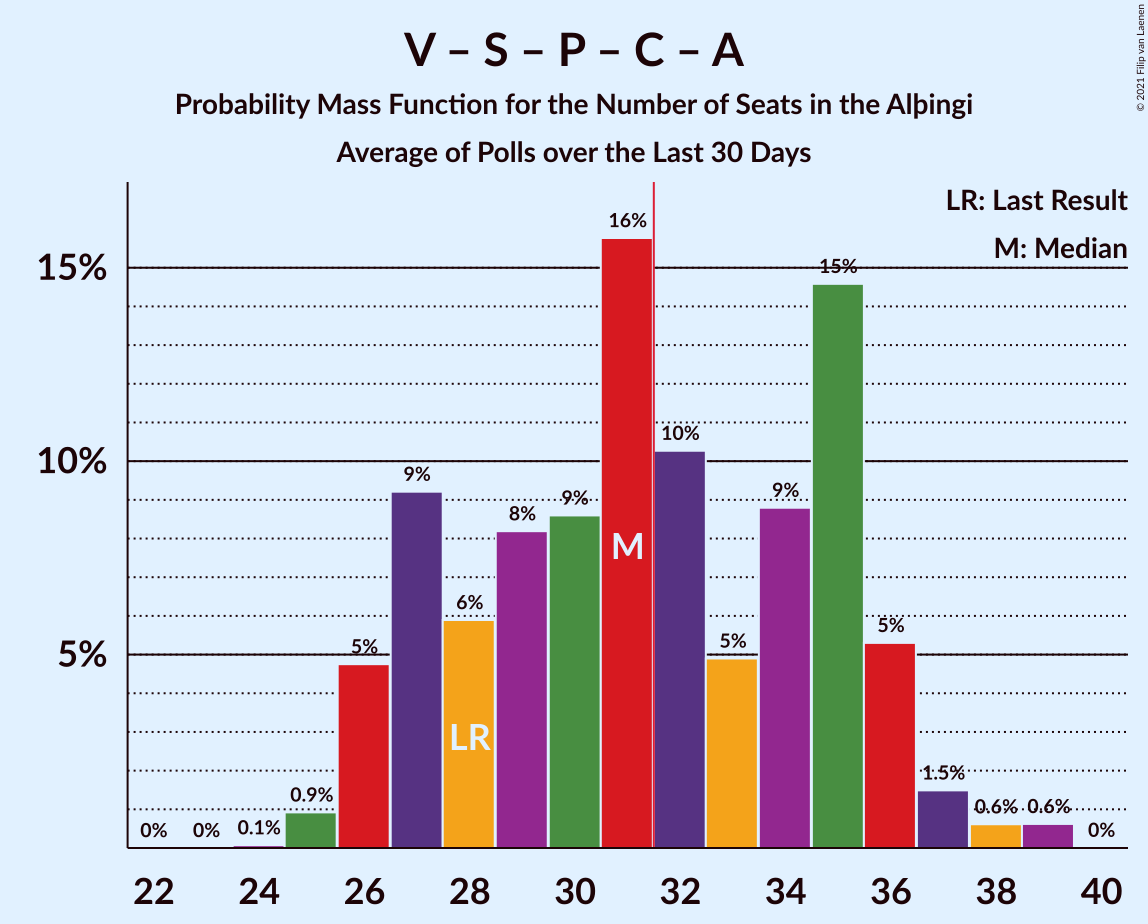 V – S – P – C – A
Probability Mass Function for the Number of Seats in the Alþingi
Average of Polls over the Last 30 Days
© 2021 Filip van Laenen
LR: Last Result
M: Median
15%
10%
5%
0%
0%
0.1%
0.9%
5%
9%
6%
8%
9%
16%
10%
5%
9%
15%
5%
1.5%
0.6%
0.6%
0%
LR
M
22 24 26 28 30 32 34 36 38 40